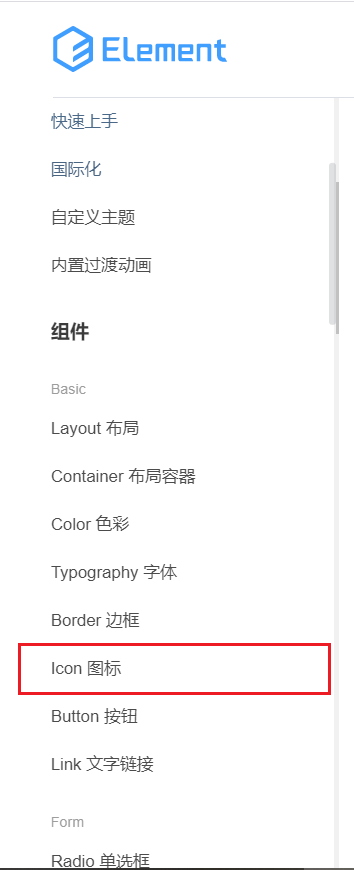 Element
快速上手
国际化
自定义主题
内置过渡动画
组件
Basic
Layout 布局
Container 布局容器
Color 色彩
Typography 字体
Border 边框
Icon 图标
Button 按钮
Link 文字链接
Form
Radio 单选框